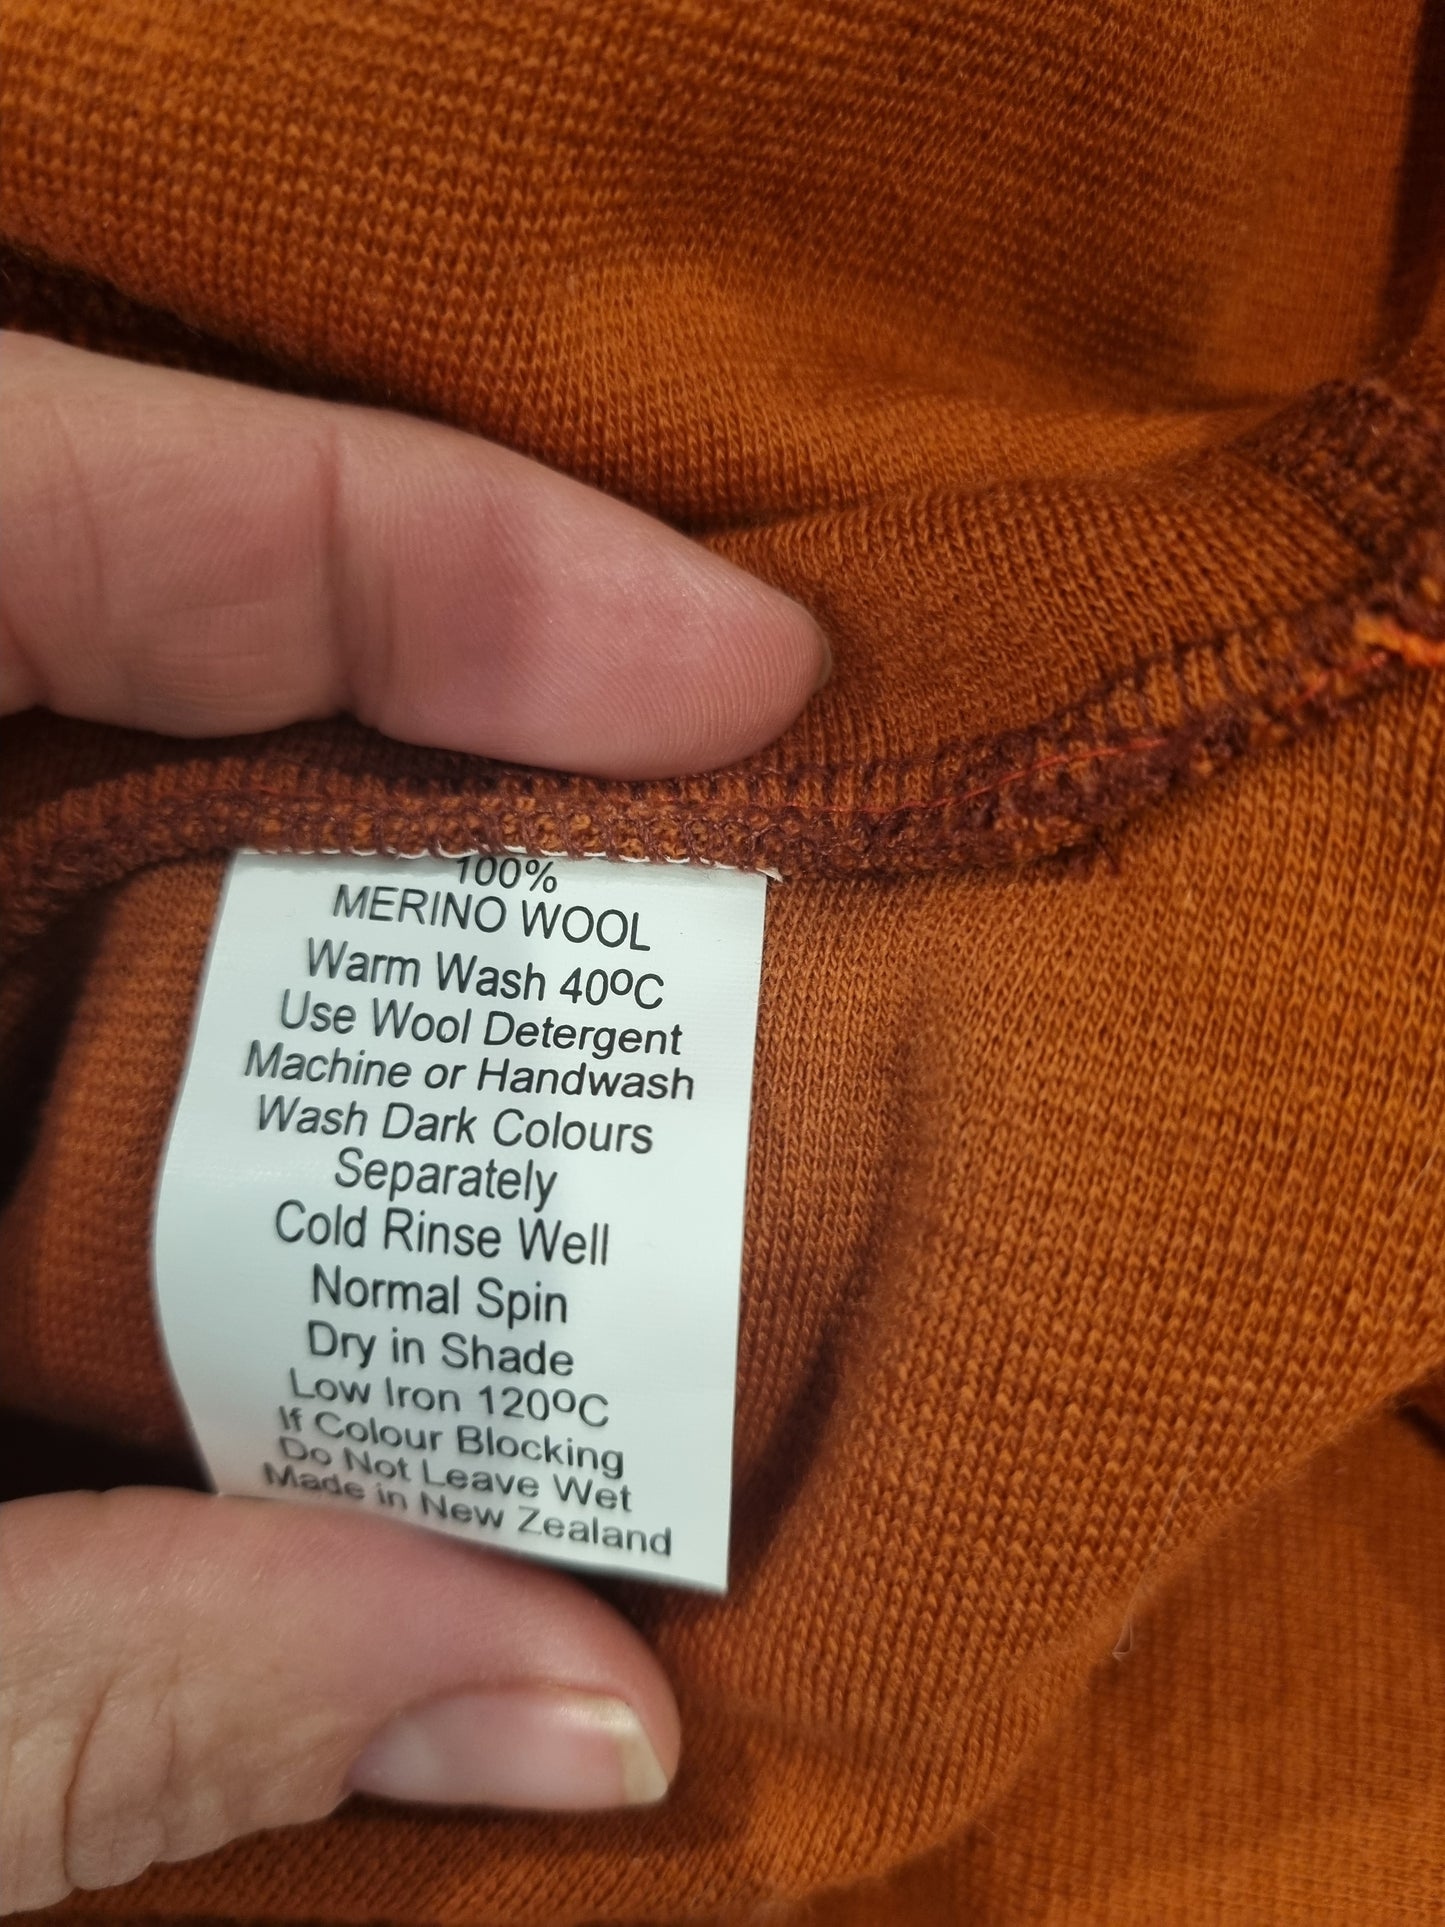 100%
MERINO WOOL
Warm Wash 40ºC
Use Wool Detergent
Machine or Handwash
Wash Dark Colours
Separately
Cold Rinse Well
Normal Spin
Dry in Shade
Low Iron 120ºC
If Colour Blocking
Do Not Leave Wet
Made in New Zealand